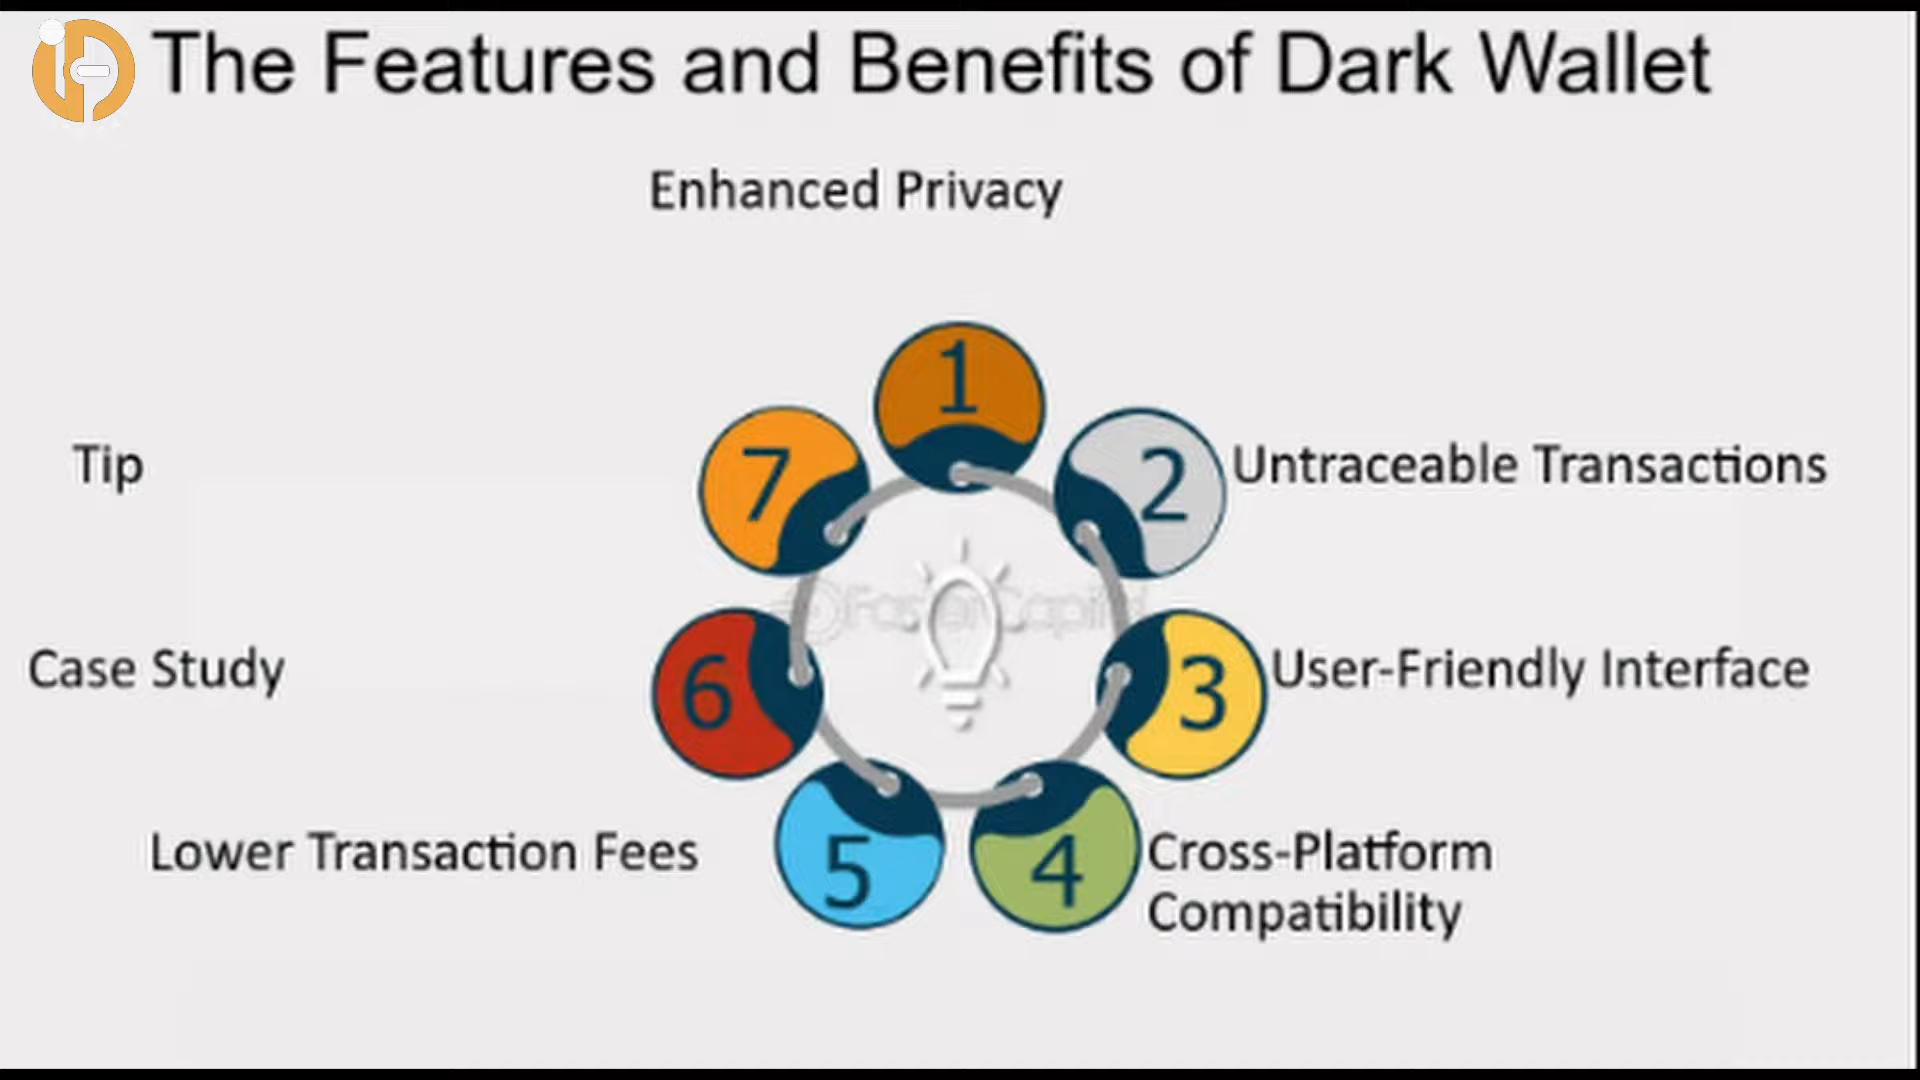 The Features and Benefits of Dark Wallet
Enhanced Privacy
1
2
Untraceable Transactions
3
User-Friendly Interface
4
Cross-Platform
Compatibility
5
Lower Transaction Fees
6
Case Study
7
Tip
FasterCapital